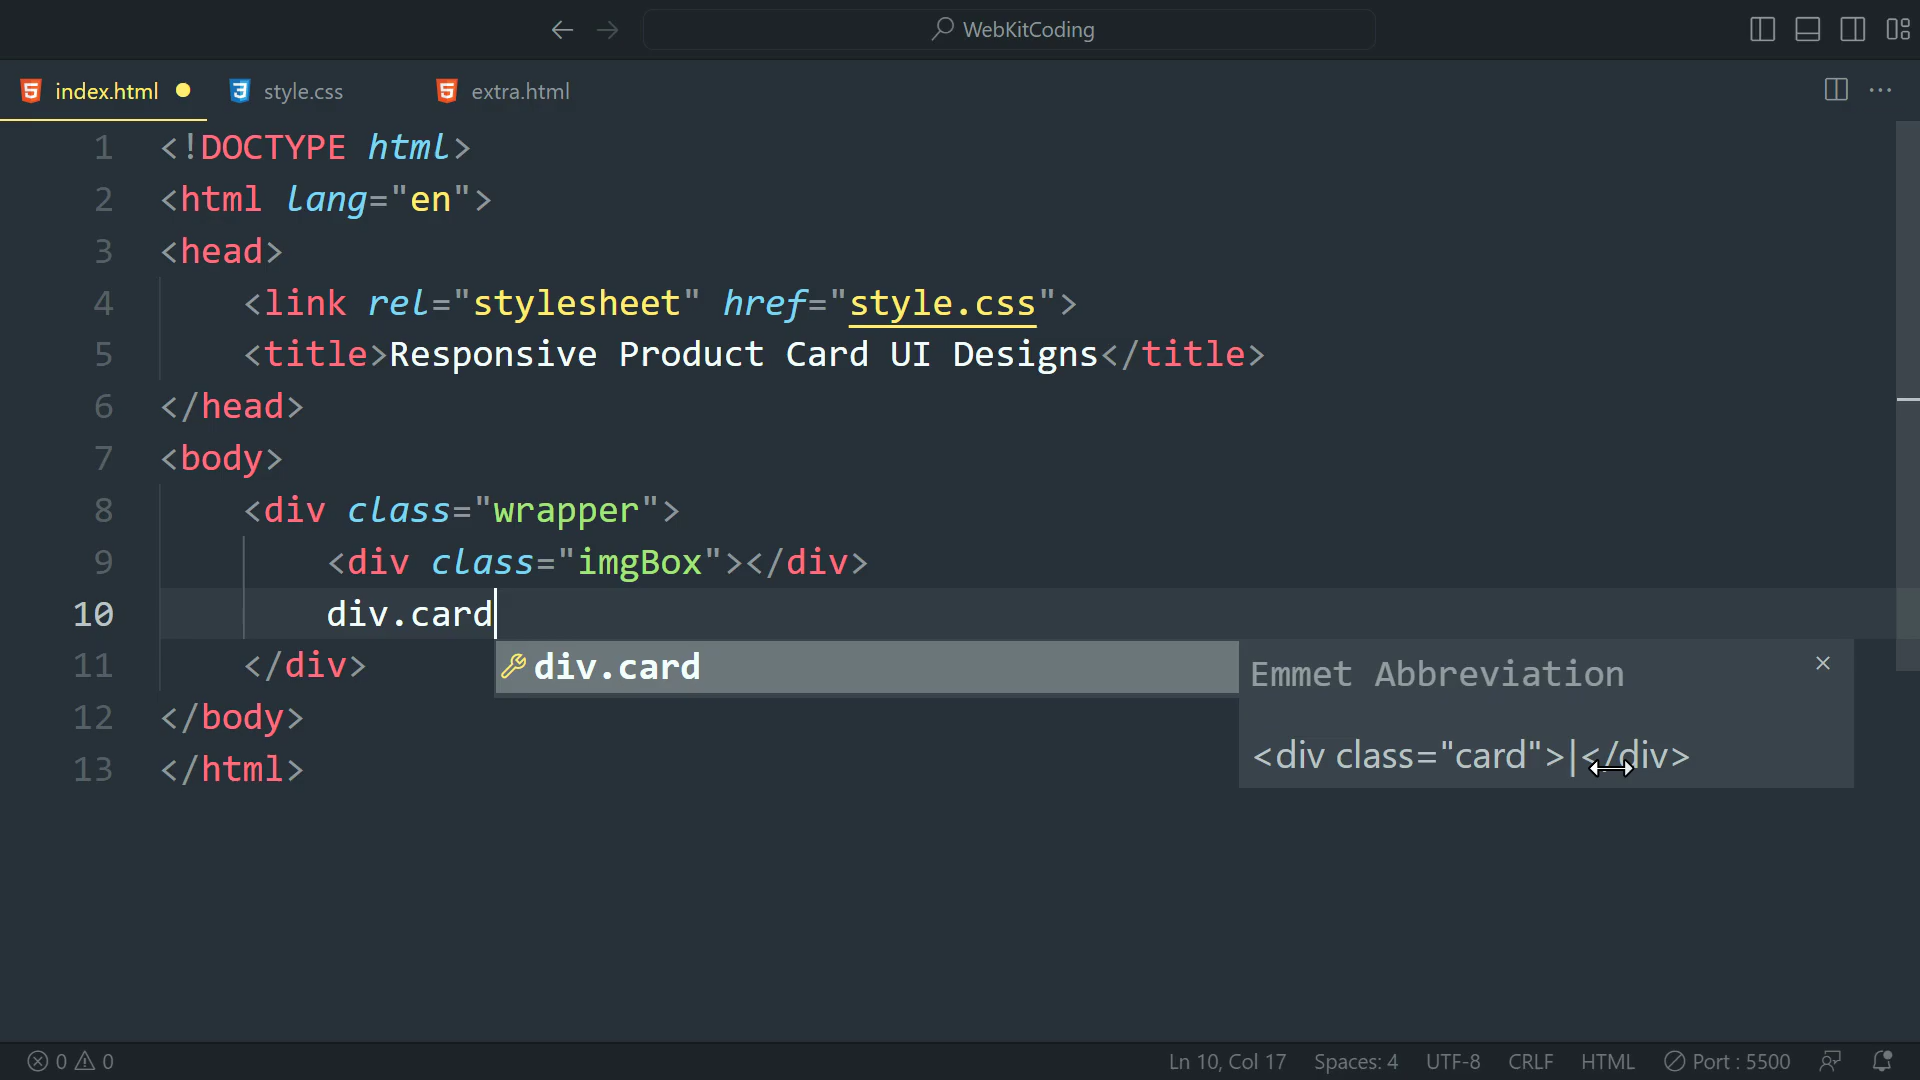 WebKitCoding
index.html style.css extra.html
1 <!DOCTYPE html>
2 <html lang="en">
3 <head>
4 <link rel="stylesheet" href="style.css">
5 <title>Responsive Product Card UI Designs</title>
6 </head>
7 <body>
8 <div class="wrapper">
9 <div class="imgBox"></div>
10 div.card
11 </div>
div.card
Emmet Abbreviation
12 </body>
<div class="card">|</div>
13 </html>
0 0 Ln 10, Col 17 Spaces: 4 UTF-8 CRLF HTML Port : 5500